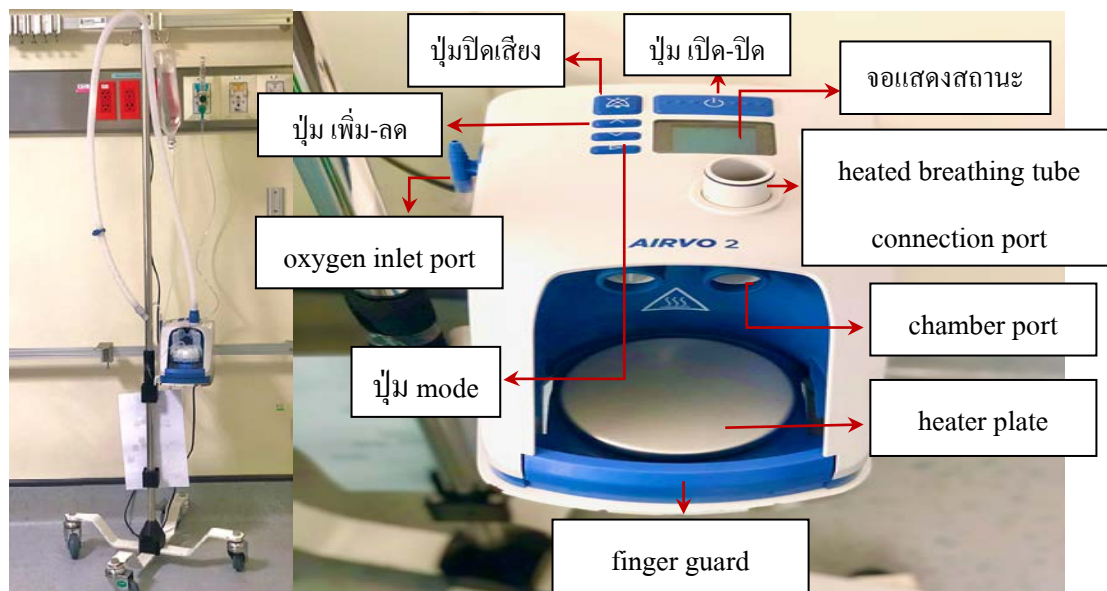 ปุ่มปิดเสียง
ปุ่ม เปิด-ปิด
จอแสดงสถานะ
ปุ่ม เพิ่ม-ลด
heated breathing tube
connection port
oxygen inlet port
AIRVO 2
chamber port
ปุ่ม mode
heater plate
finger guard